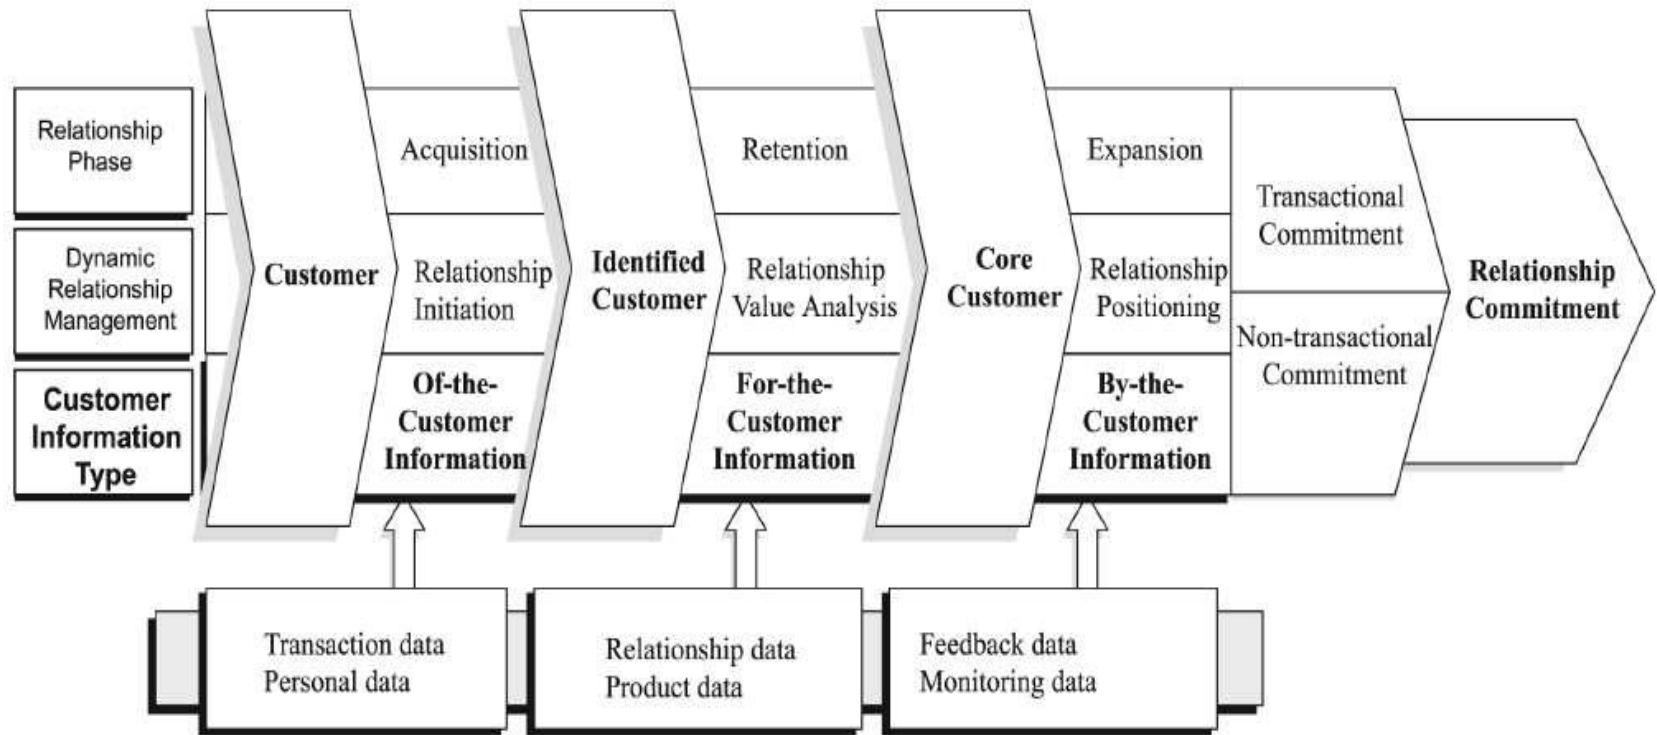 Relationship
Phase
Acquisition
Retention
Expansion
Dynamic
Relationship
Management
Customer
Relationship
Initiation
Identified
Customer
Relationship
Value Analysis
Core
Customer
Relationship
Positioning
Transactional
Commitment
Non-transactional
Commitment
Relationship
Commitment
Customer
Information
Type
Of-the-
Customer
Information
For-the-
Customer
Information
By-the-
Customer
Information
Transaction data
Personal data
Relationship data
Product data
Feedback data
Monitoring data